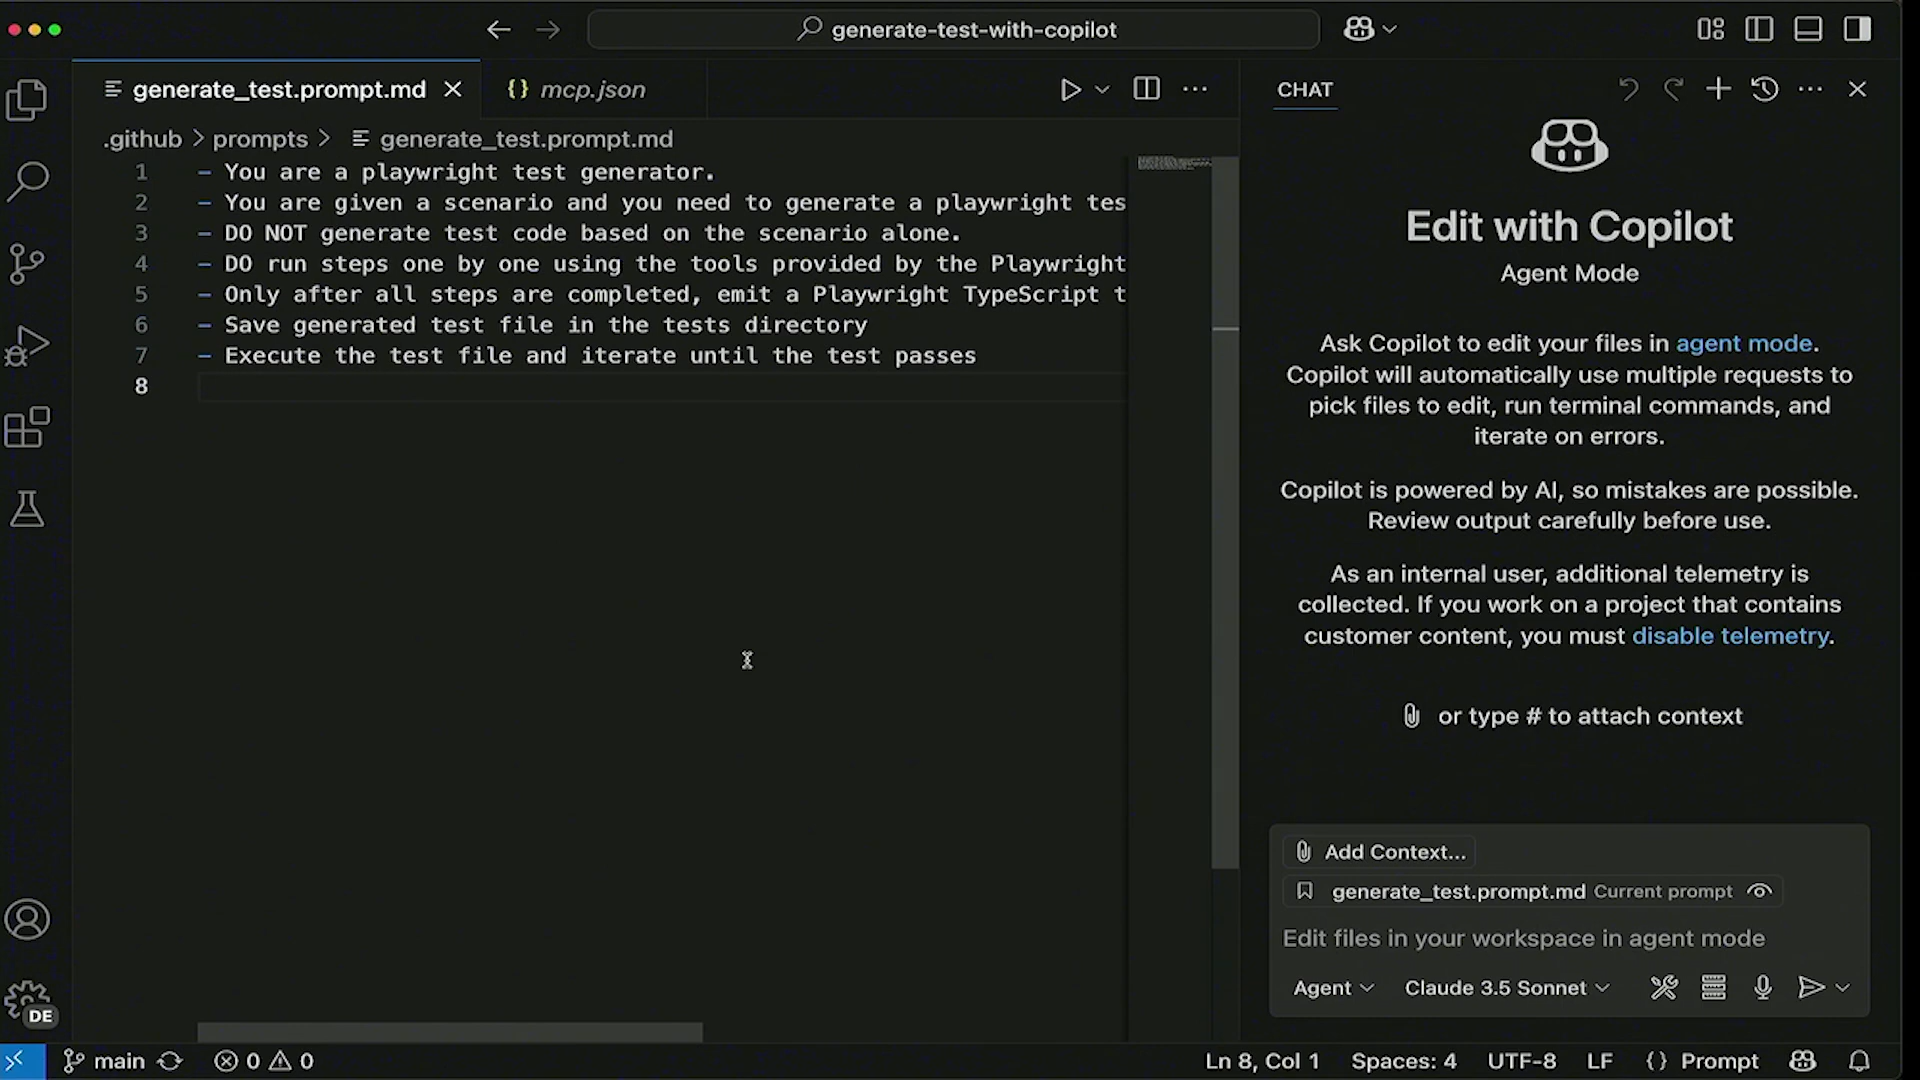 generate-test-with-copilot
generate_test.prompt.md
mcp.json
CHAT
.github > prompts > generate_test.prompt.md
1 - You are a playwright test generator.
2 - You are given a scenario and you need to generate a playwright tes
3 - DO NOT generate test code based on the scenario alone.
4 - DO run steps one by one using the tools provided by the Playwright
5 - Only after all steps are completed, emit a Playwright TypeScript t
6 - Save generated test file in the tests directory
7 - Execute the test file and iterate until the test passes
8
Edit with Copilot
Agent Mode
Ask Copilot to edit your files in agent mode.
Copilot will automatically use multiple requests to
pick files to edit, run terminal commands, and
iterate on errors.
Copilot is powered by AI, so mistakes are possible.
Review output carefully before use.
As an internal user, additional telemetry is
collected. If you work on a project that contains
customer content, you must disable telemetry.
or type # to attach context
Add Context...
generate_test.prompt.md Current prompt
Edit files in your workspace in agent mode
Agent Claude 3.5 Sonnet
DE
main 0 0 Ln 8, Col 1 Spaces: 4 UTF-8 LF {} Prompt